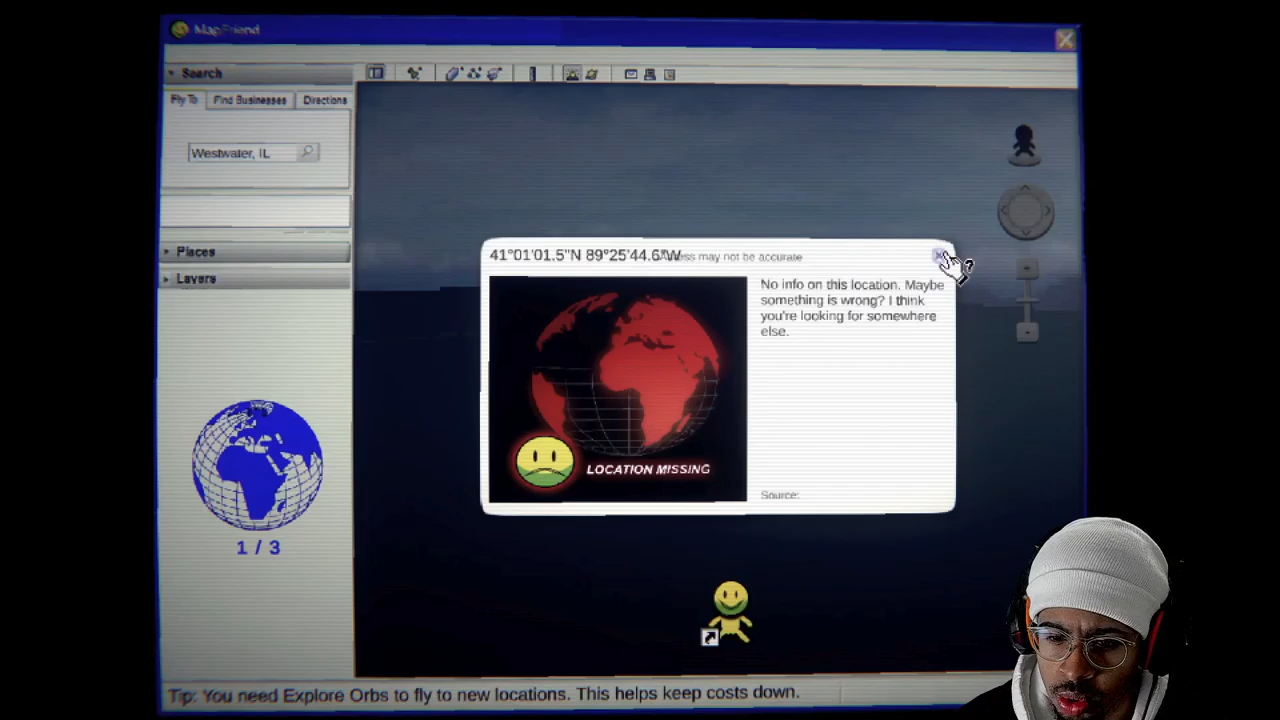 MapFriend
Search
Fly To
Find Businesses
Directions
Westwater, IL
Places
Layers
1 / 3
41°01'01.5"N 89°25'44.6"W
may not be accurate
No info on this location. Maybe
something is wrong? I think
you're looking for somewhere
else.
LOCATION MISSING
Source:
Tip: You need Explore Orbs to fly to new locations. This helps keep costs down.